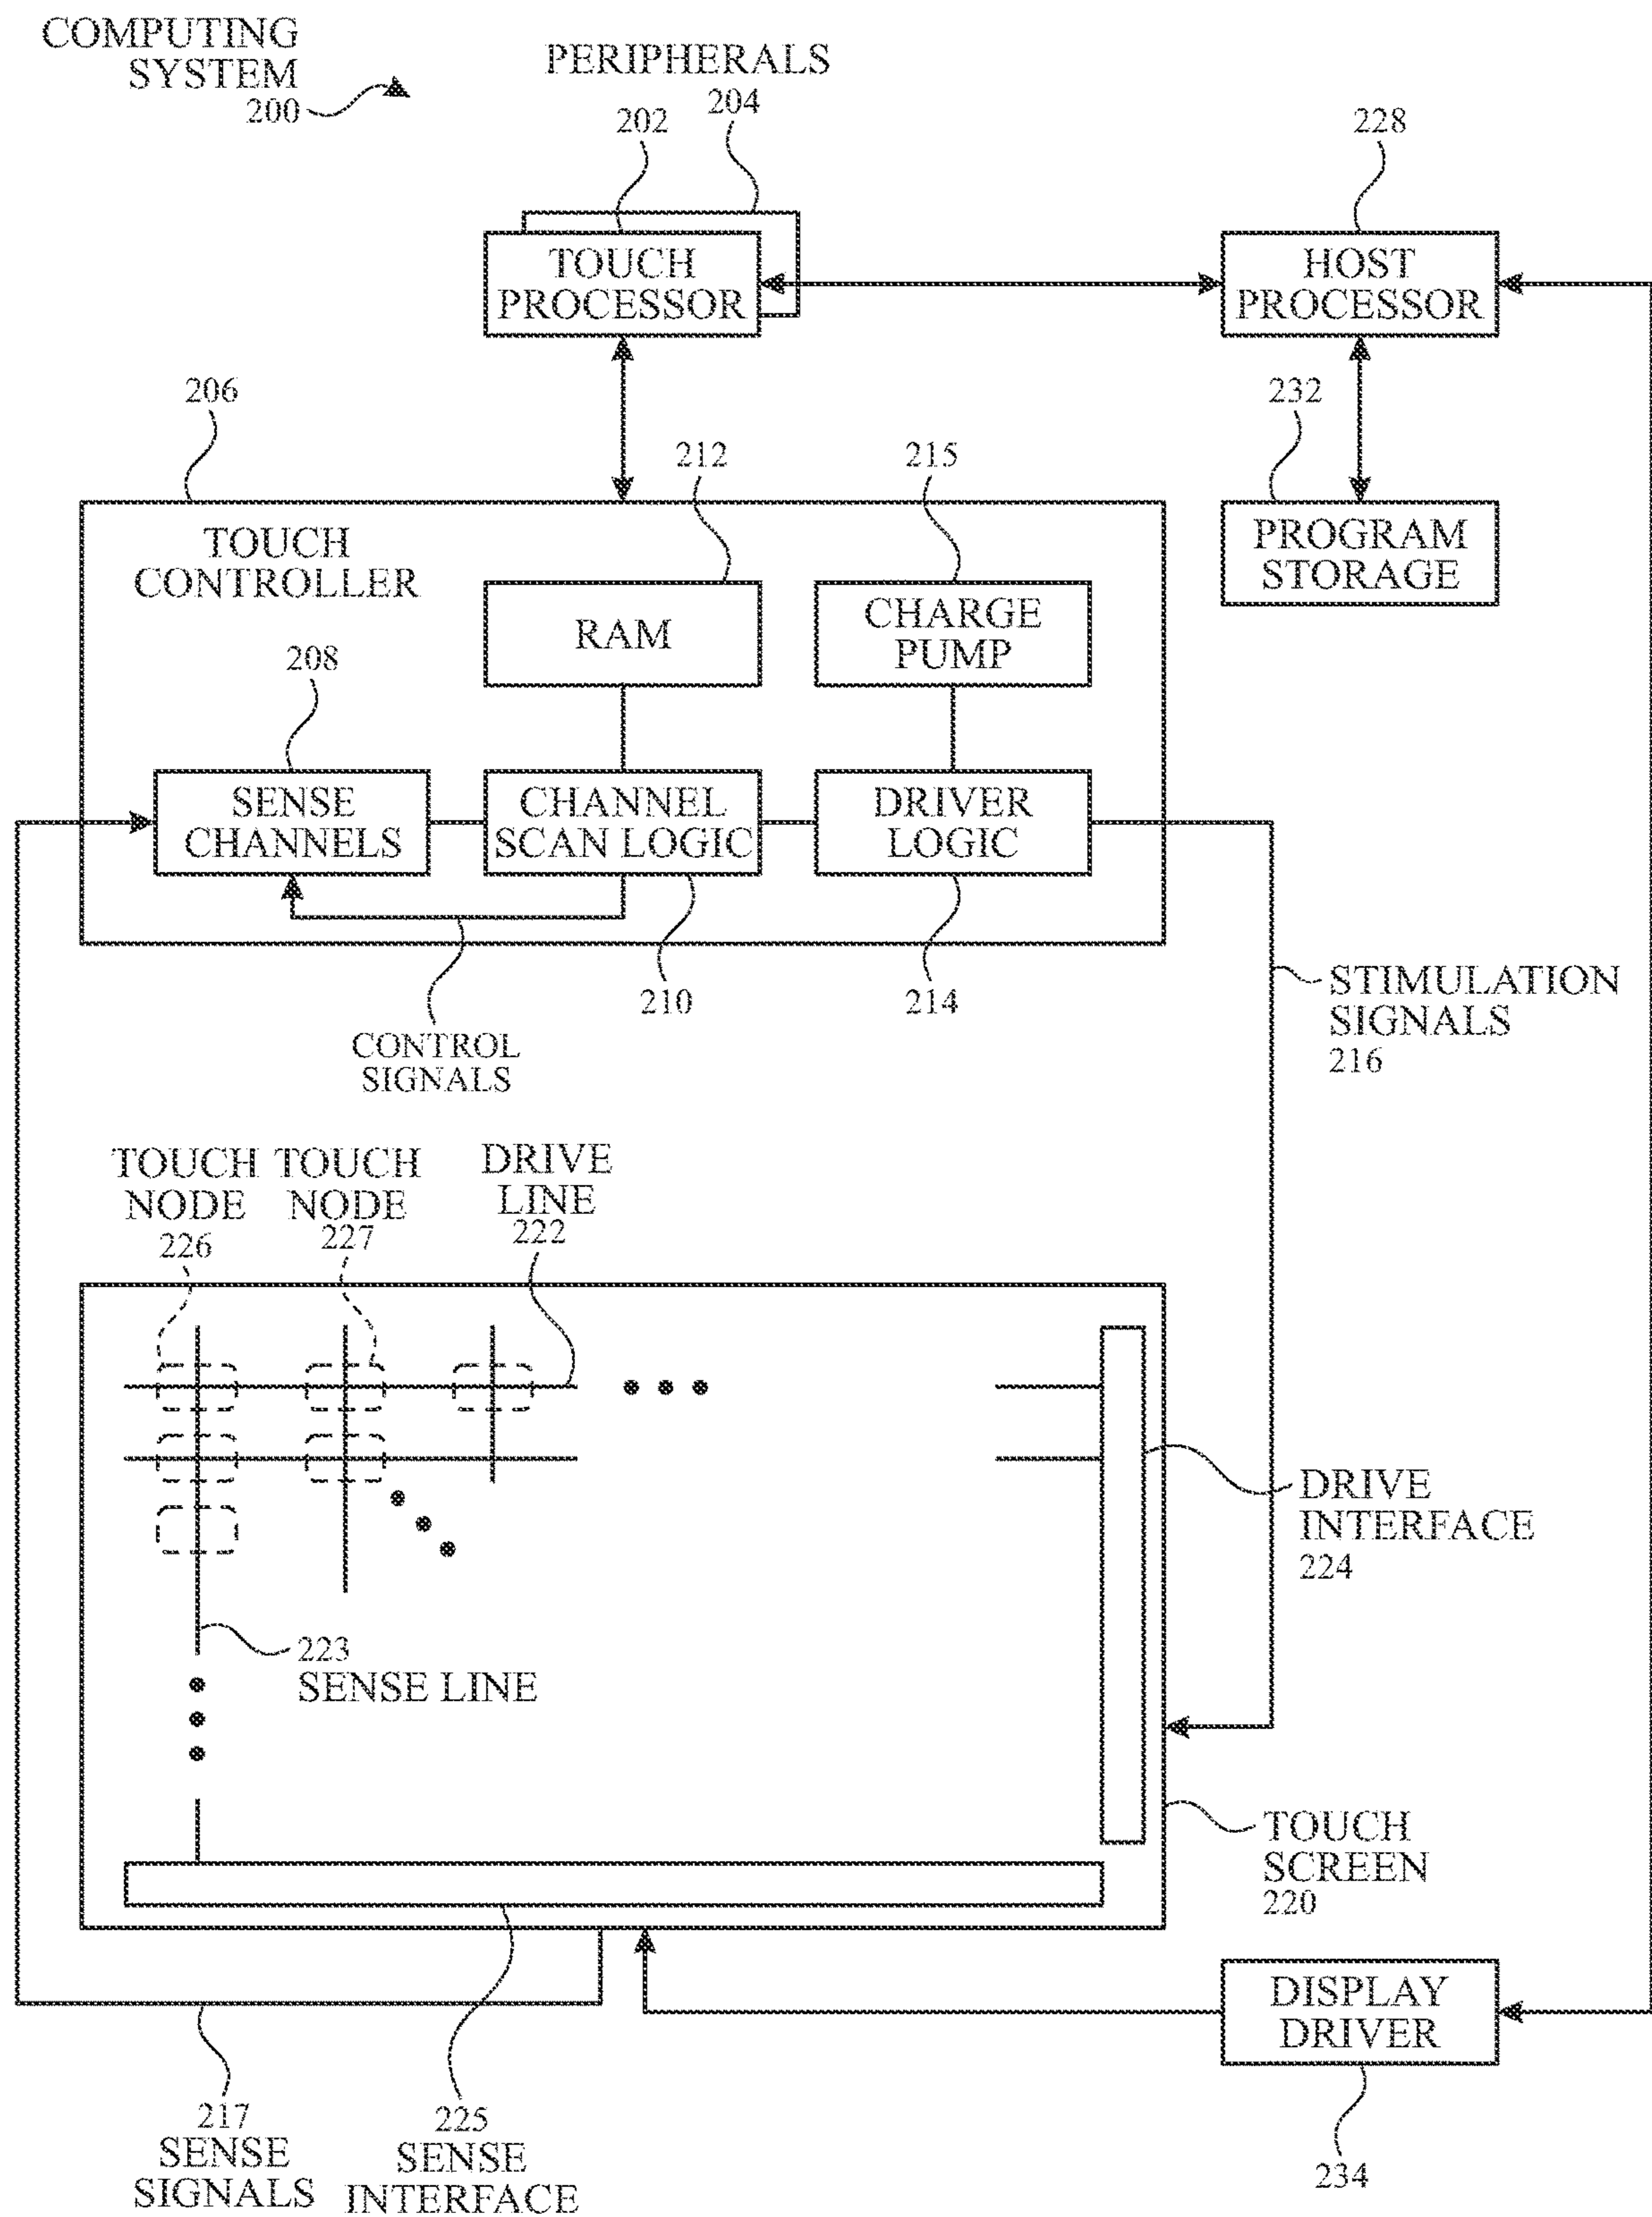 COMPUTING
SYSTEM
200
PERIPHERALS
204
202
228
TOUCH
PROCESSOR
HOST
PROCESSOR
206
232
212
215
TOUCH
CONTROLLER
PROGRAM
STORAGE
RAM
CHARGE
PUMP
208
SENSE
CHANNELS
CHANNEL
SCAN LOGIC
DRIVER
LOGIC
210
214
CONTROL
SIGNALS
STIMULATION
SIGNALS
216
TOUCH
NODE
226
TOUCH
NODE
227
DRIVE
LINE
222
DRIVE
INTERFACE
224
223
SENSE LINE
TOUCH
SCREEN
220
DISPLAY
DRIVER
234
217
SENSE
SIGNALS
225
SENSE
INTERFACE